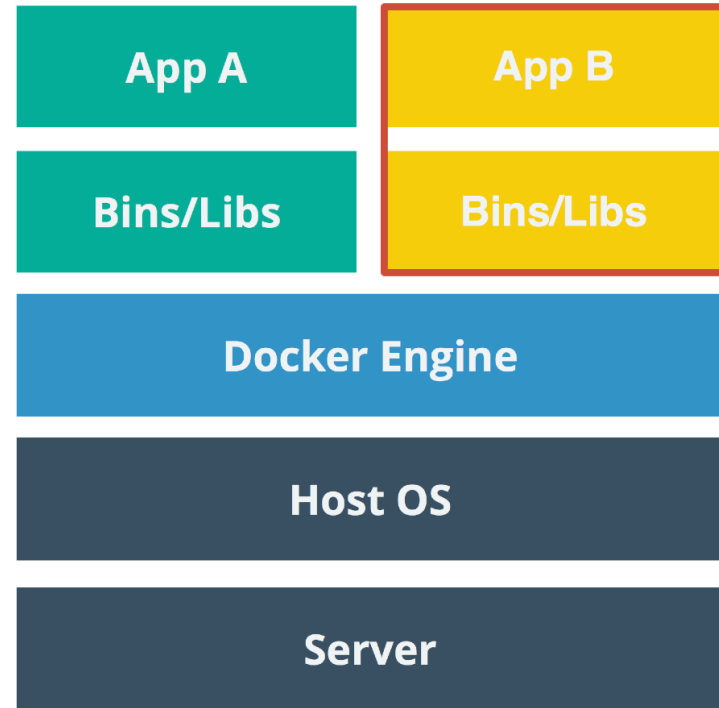 App A
App B
Bins/Libs
Bins/Libs
Docker Engine
Host OS
Server